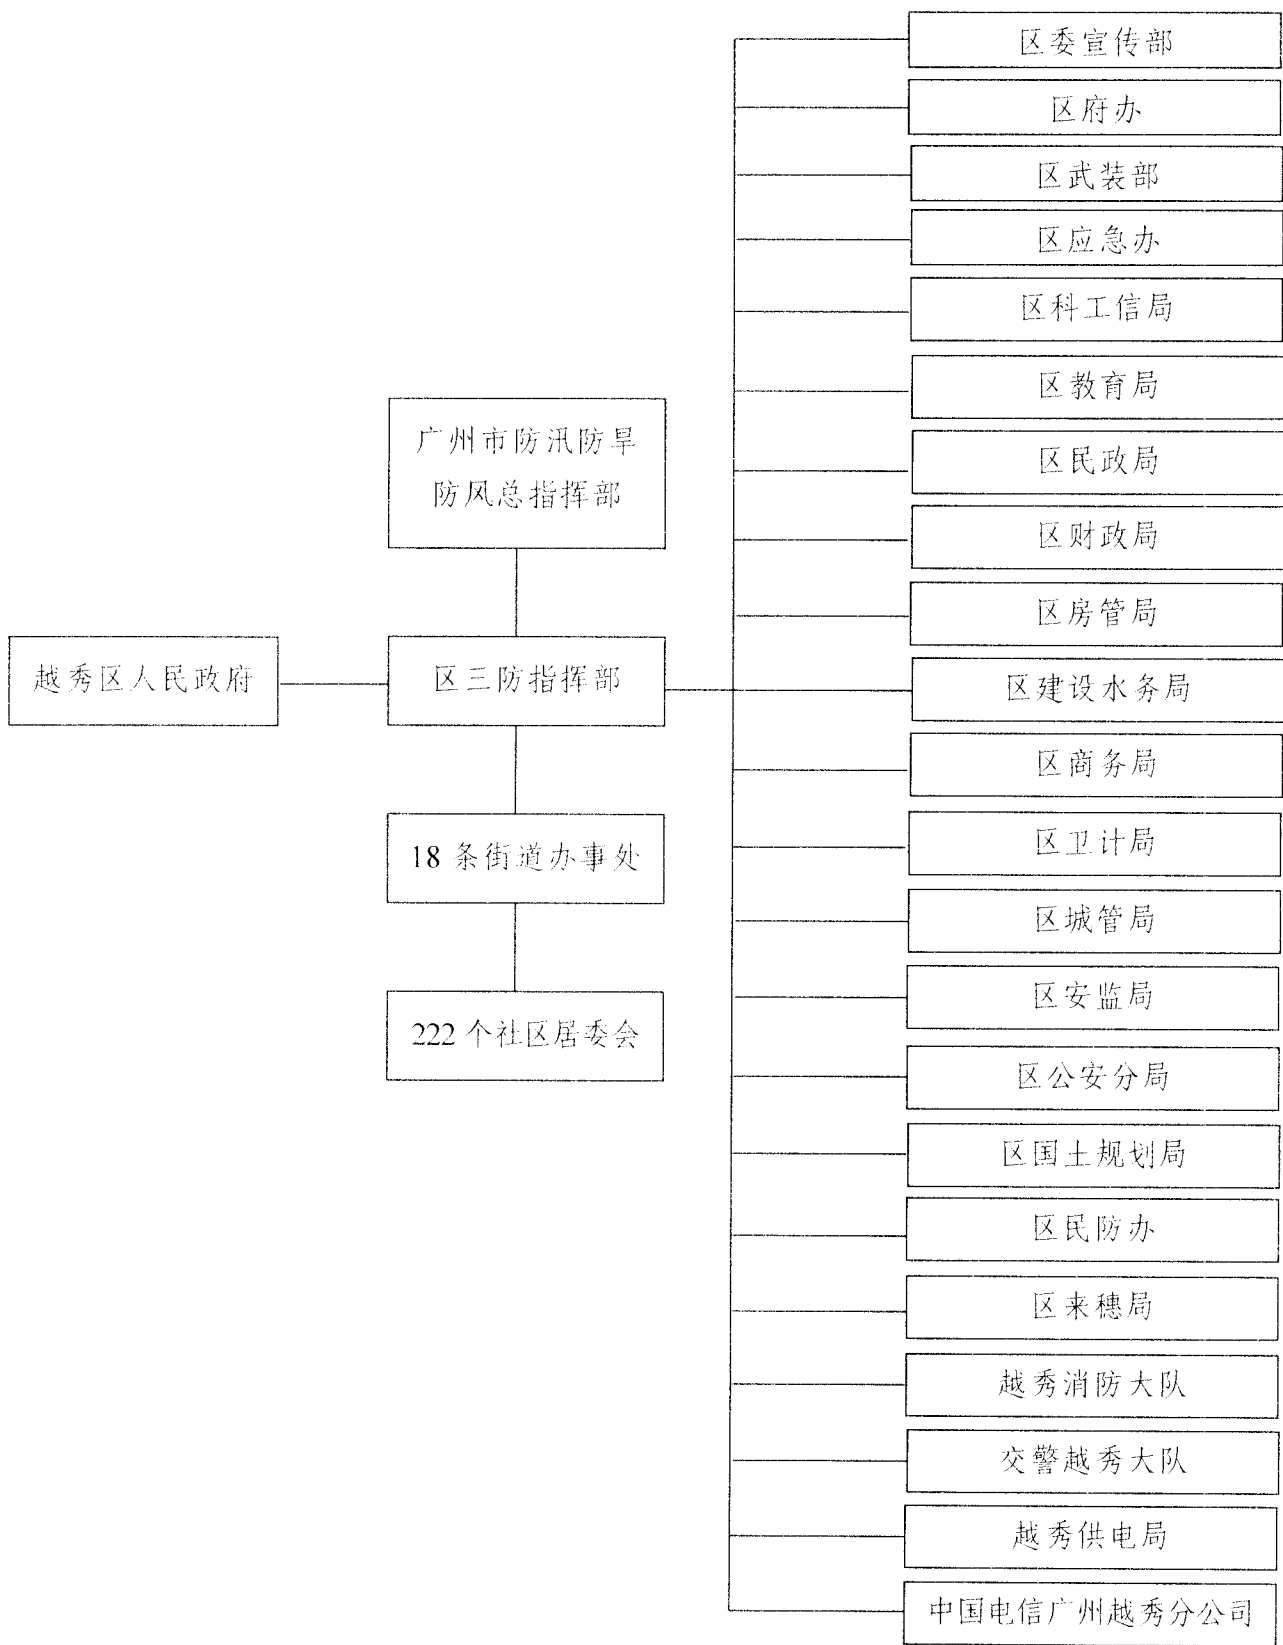 区委宣传部
区府办
区武装部
区应急办
区科工信局
区教育局
广州市防汛防旱
防风总指挥部
区民政局
区财政局
区房管局
越秀区人民政府
区三防指挥部
区建设水务局
区商务局
18 条街道办事处
区卫计局
区城管局
区安监局
222 个社区居委会
区公安分局
区国土规划局
区民防办
区来穗局
越秀消防大队
交警越秀大队
越秀供电局
中国电信广州越秀分公司